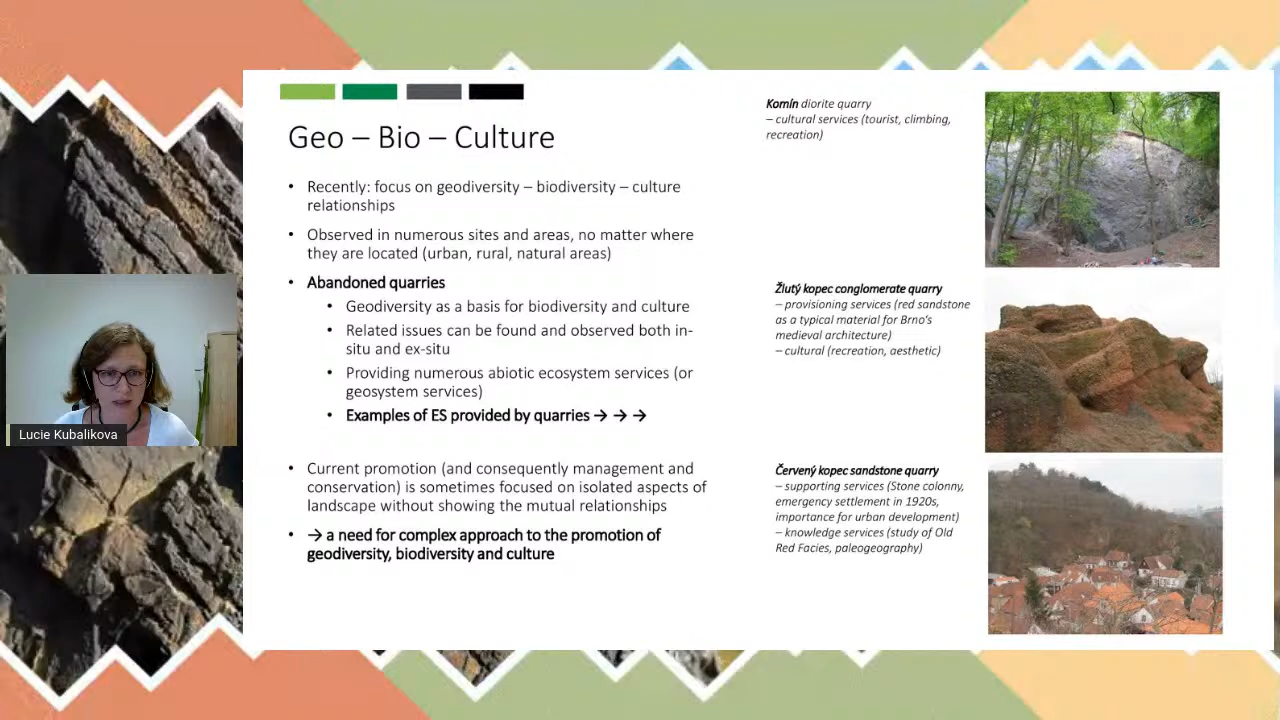 Geo – Bio – Culture
• Recently: focus on geodiversity – biodiversity – culture
relationships
• Observed in numerous sites and areas, no matter where
they are located (urban, rural, natural areas)
• Abandoned quarries
• Geodiversity as a basis for biodiversity and culture
• Related issues can be found and observed both in-
situ and ex-situ
• Providing numerous abiotic ecosystem services (or
geosystem services)
• Examples of ES provided by quarries → → →
• Current promotion (and consequently management and
conservation) is sometimes focused on isolated aspects of
landscape without showing the mutual relationships
• → a need for complex approach to the promotion of
geodiversity, biodiversity and culture
Komín diorite quarry
– cultural services (tourist, climbing,
recreation)
Žlutý kopec conglomerate quarry
– provisioning services (red sandstone
as a typical material for Brno's
medieval architecture)
– cultural (recreation, aesthetic)
Červený kopec sandstone quarry
– supporting services (Stone colonny,
emergency settlement in 1920s,
importance for urban development)
– knowledge services (study of Old
Red Facies, paleogeography)
Lucie Kubalikova